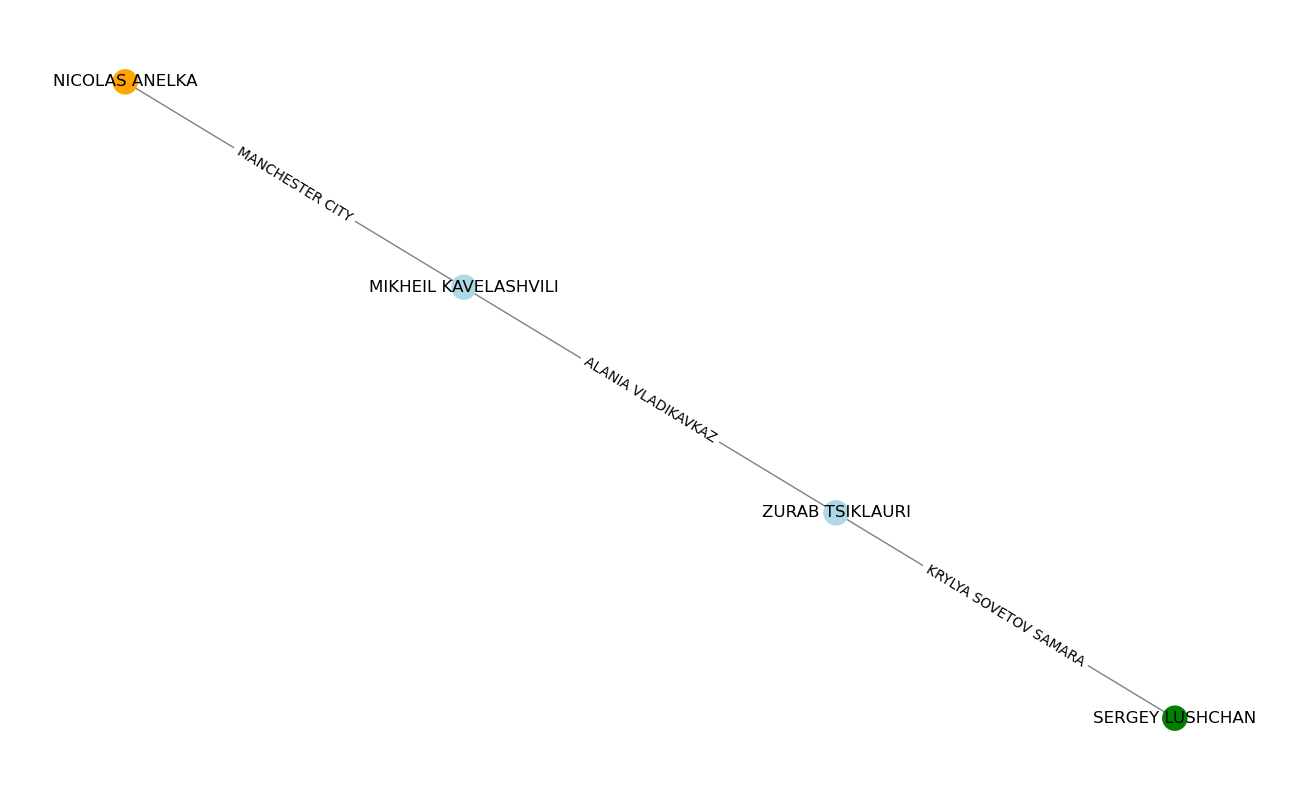 NICOLAS ANELKA
MANCHESTER CITY
MIKHEIL KAVELASHVILI
ALANIA VLADIKAVKAZ
ZURAB TSIKLAURI
KRYLYA SOVETOV SAMARA
SERGEY LUSHCHAN